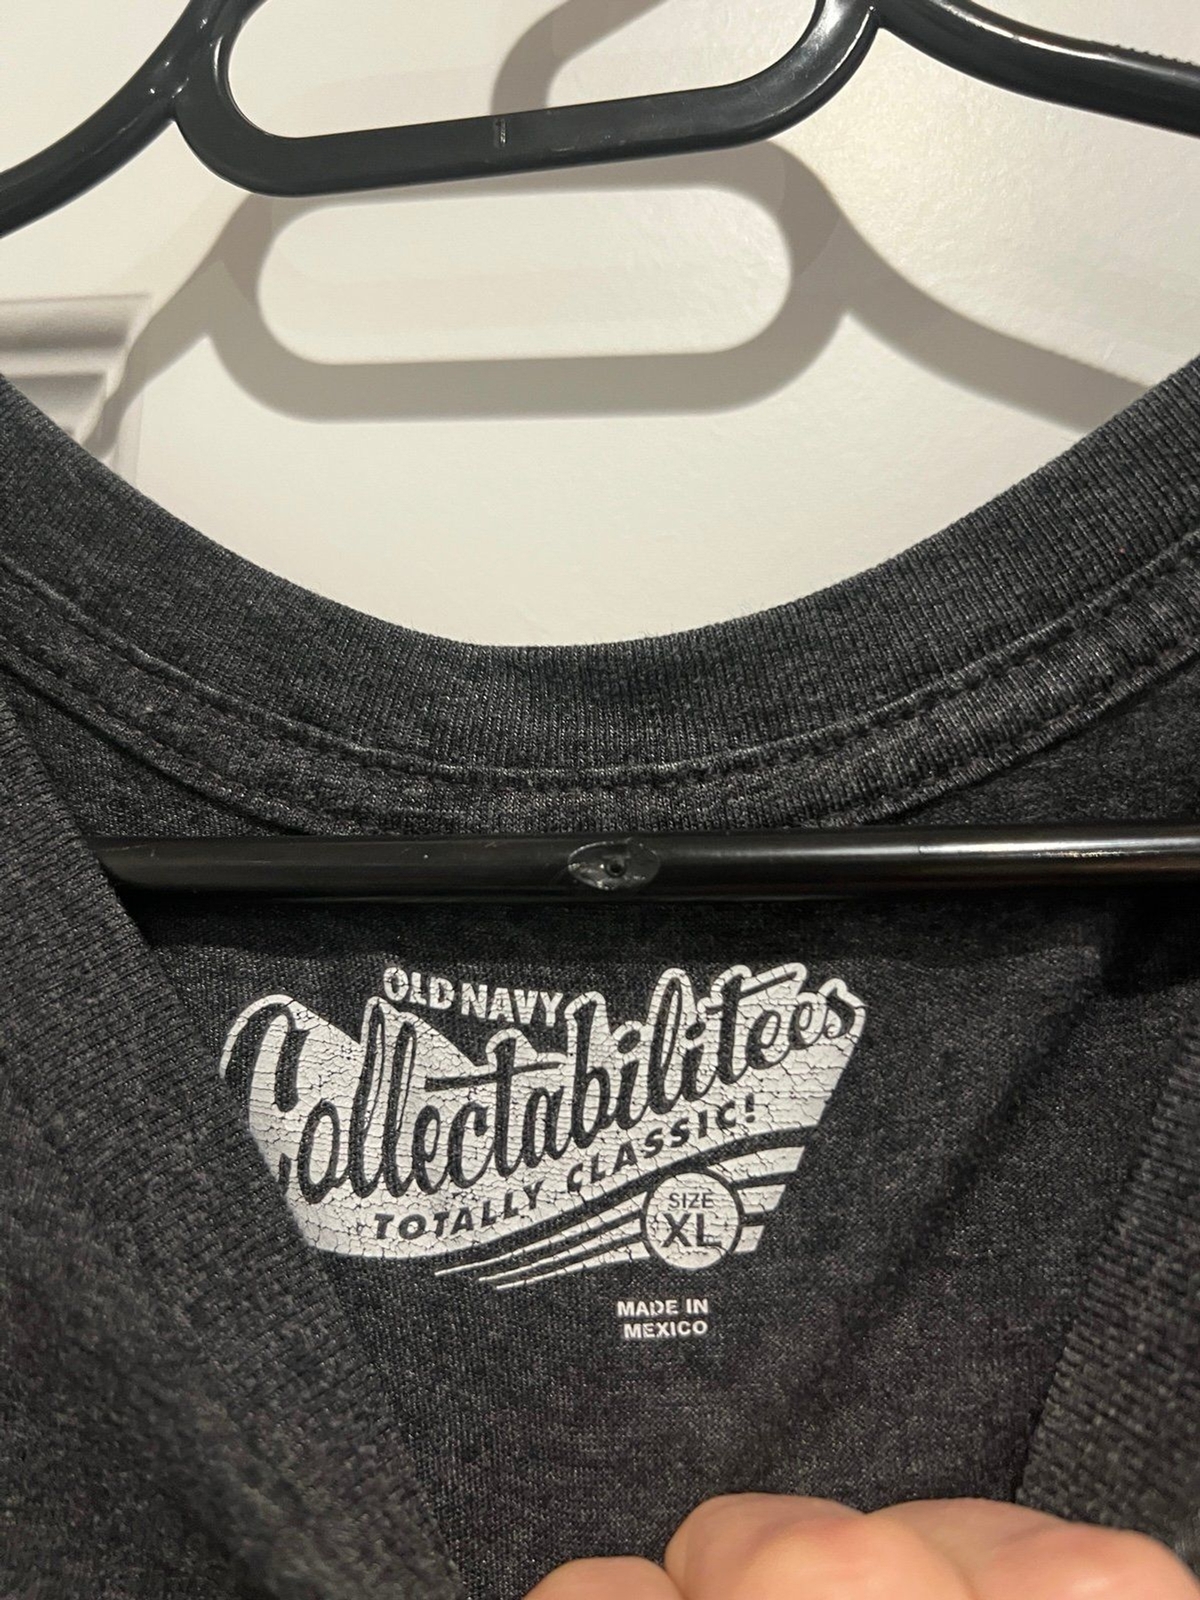 OLD NAVY
Collectabilitees
TOTALLY CLASSIC!
SIZE
XL
MADE IN
MEXICO